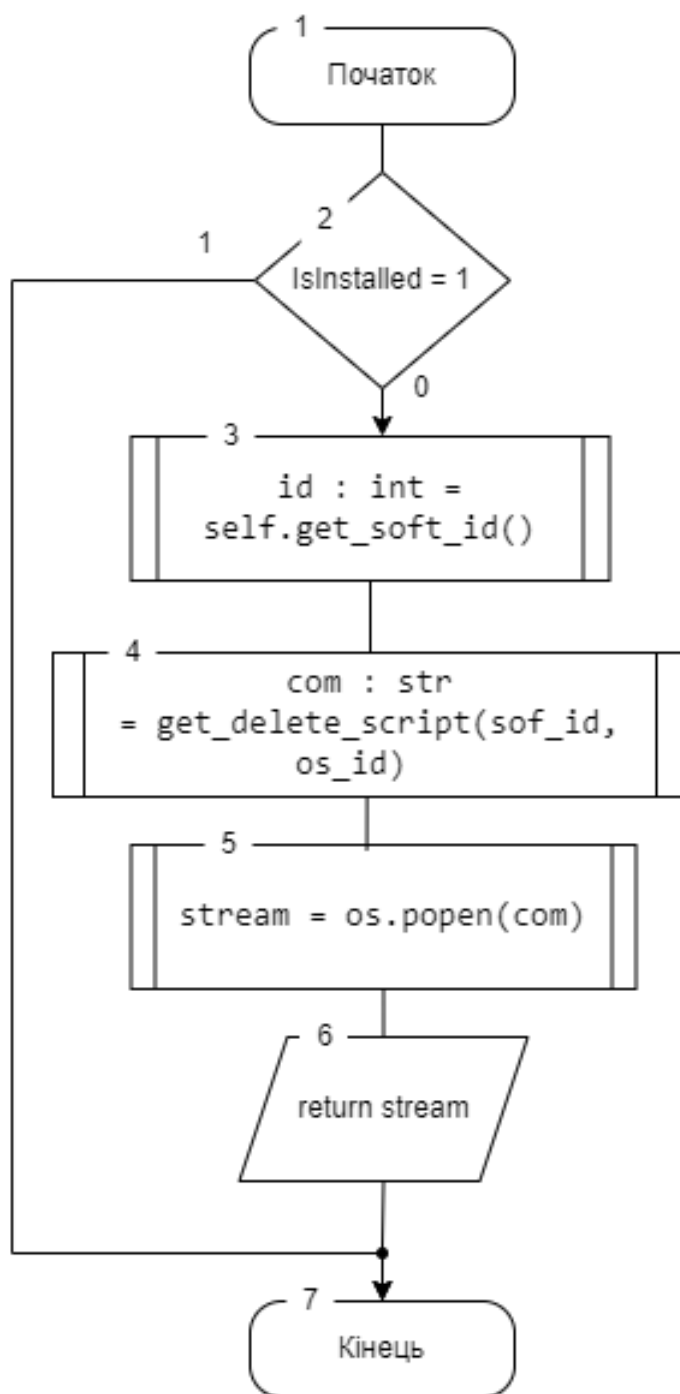 1
Початок
2
1
IsInstalled = 1
0
3
id : int =
self.get_soft_id()
4
com : str
= get_delete_script(sof_id,
os_id)
5
stream = os.popen(com)
6
return stream
7
Кінець